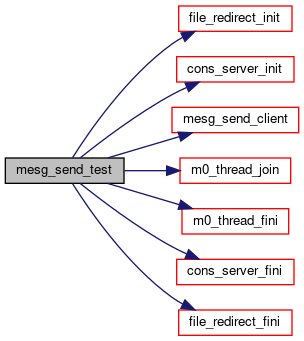 file_redirect_init
cons_server_init
mesg_send_client
mesg_send_test
m0_thread_join
m0_thread_fini
cons_server_fini
file_redirect_fini